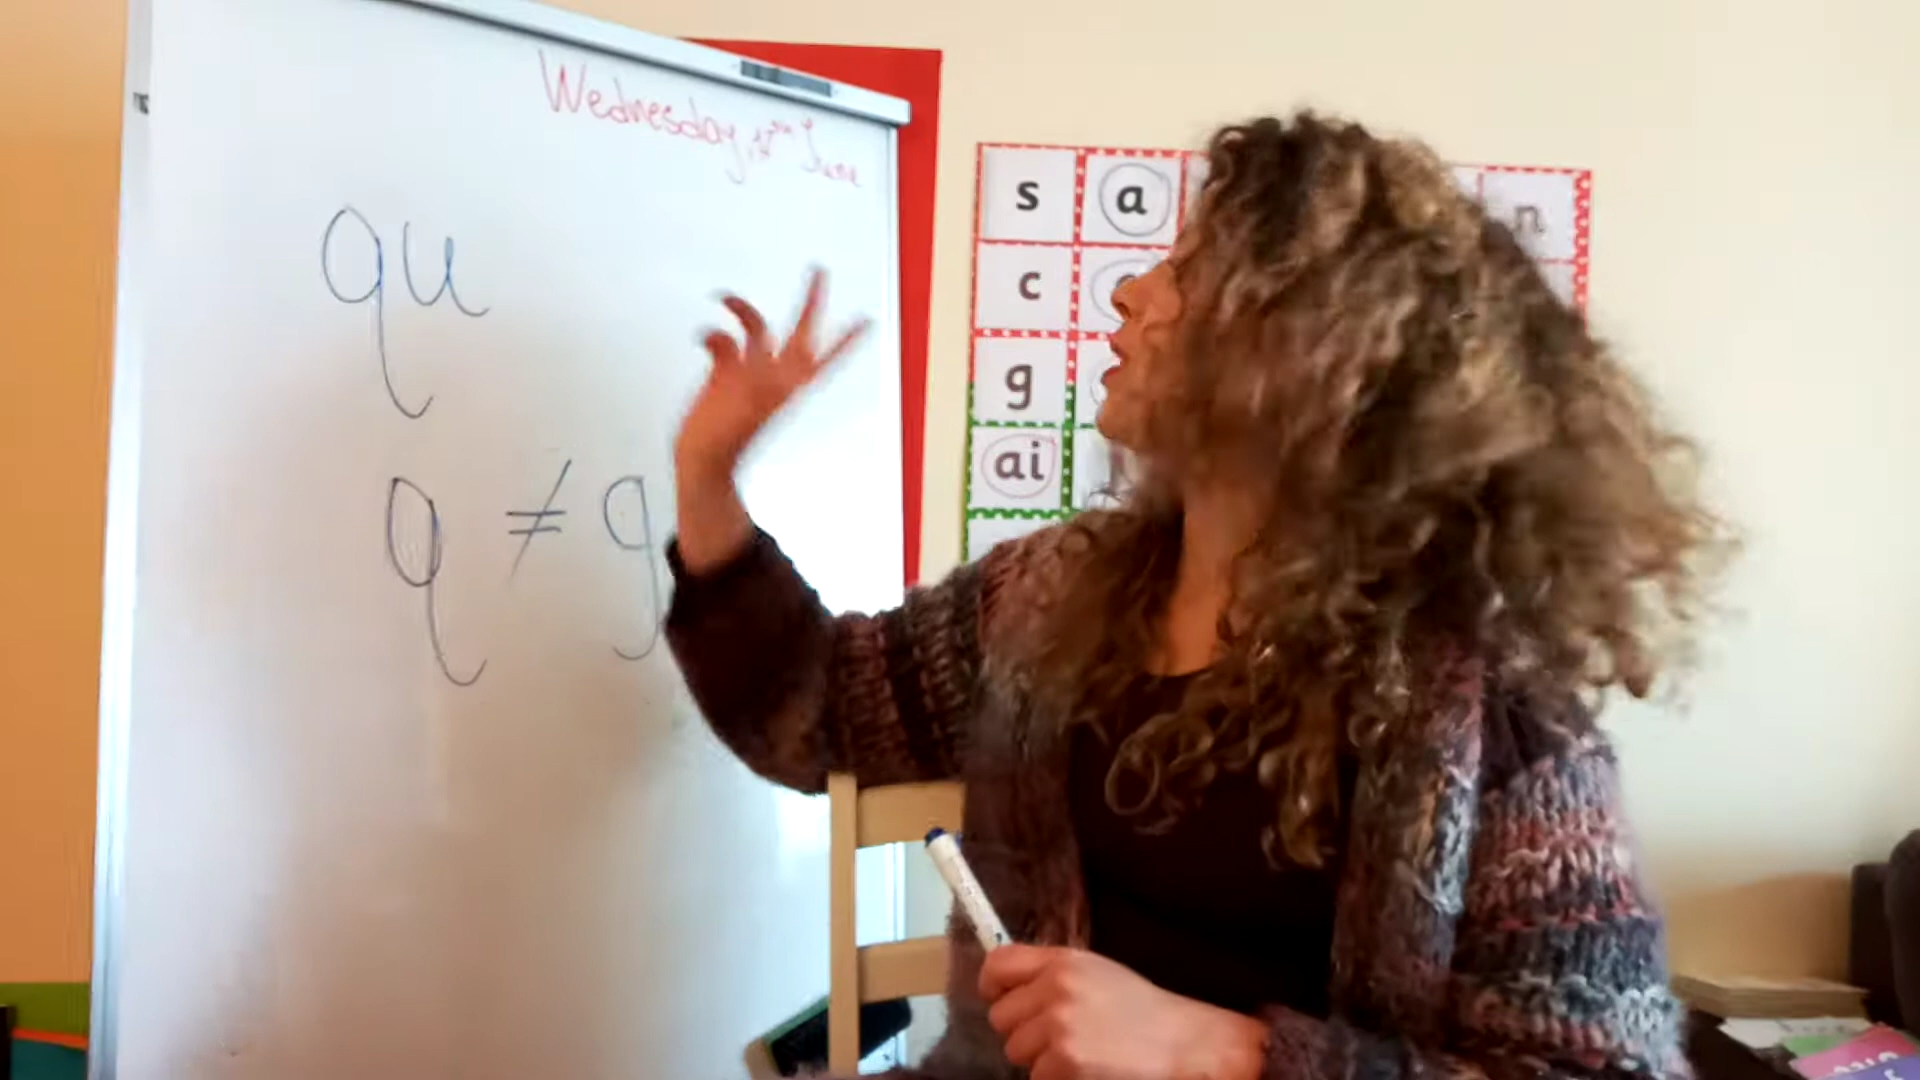 Wednesday, 17th June
qu
q ≠ g
s a n
c
g
ai